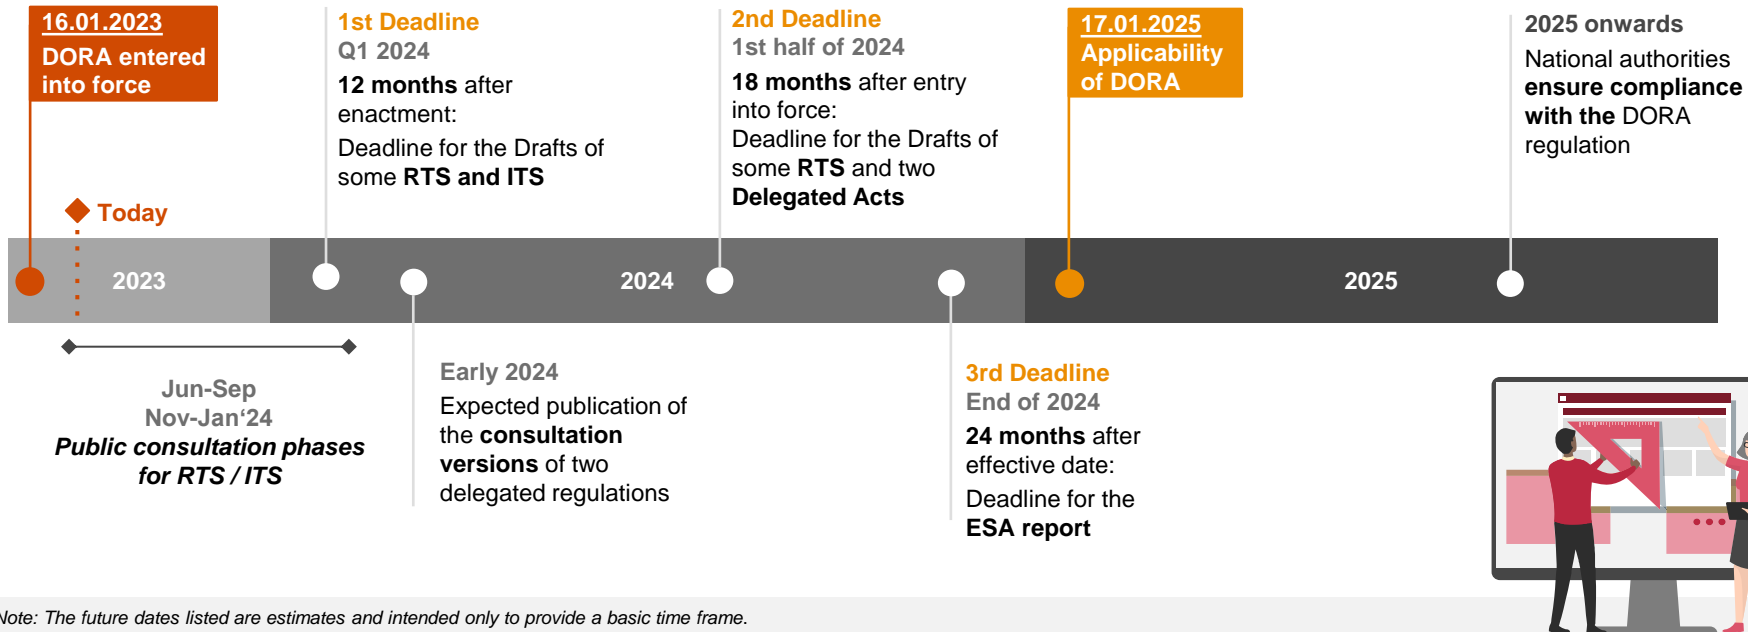 16.01.2023
DORA entered
into force
1st Deadline
Q1 2024
12 months after
enactment:
Deadline for the Drafts of
some RTS and ITS
2nd Deadline
1st half of 2024
18 months after entry
into force:
Deadline for the Drafts of
some RTS and two
Delegated Acts
17.01.2025
Applicability
of DORA
2025 onwards
National authorities
ensure compliance
with the DORA
regulation
Today
2023
2024
2025
Jun-Sep
Nov-Jan‘24
Public consultation phases
for RTS / ITS
Early 2024
Expected publication of
the consultation
versions of two
delegated regulations
3rd Deadline
End of 2024
24 months after
effective date:
Deadline for the
ESA report
Note: The future dates listed are estimates and intended only to provide a basic time frame.